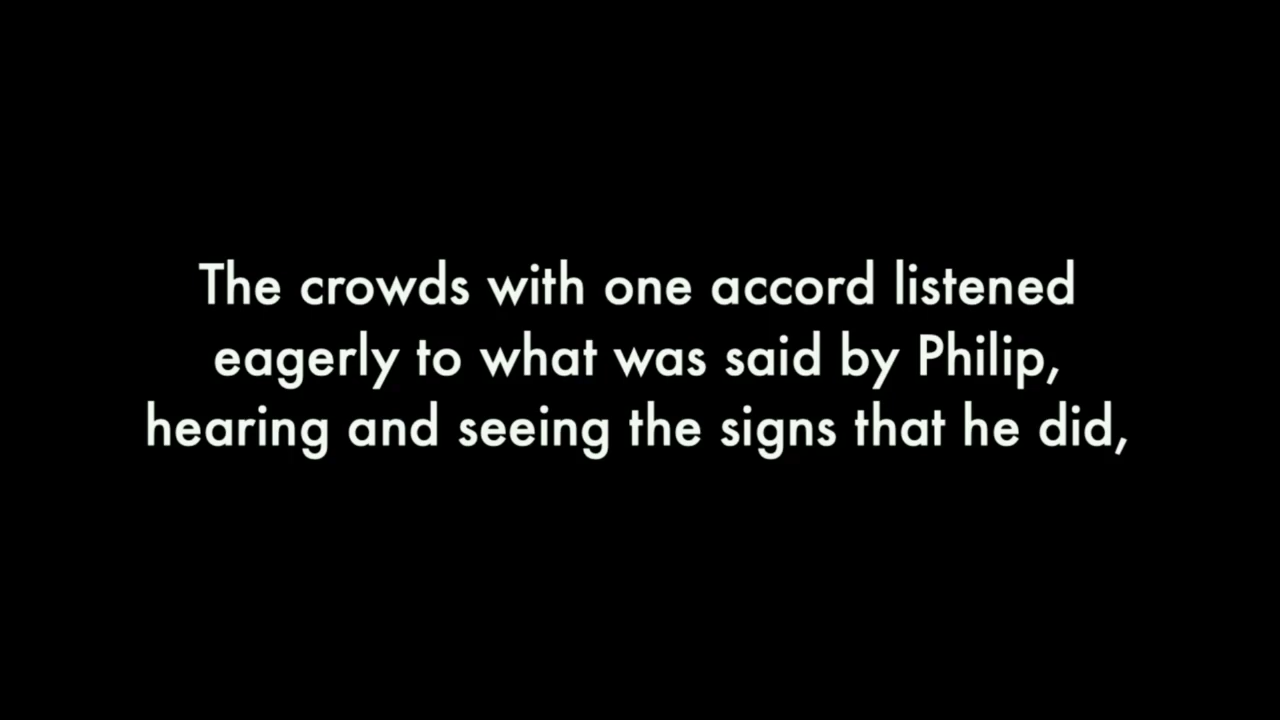 The crowds with one accord listened
eagerly to what was said by Philip,
hearing and seeing the signs that he did,